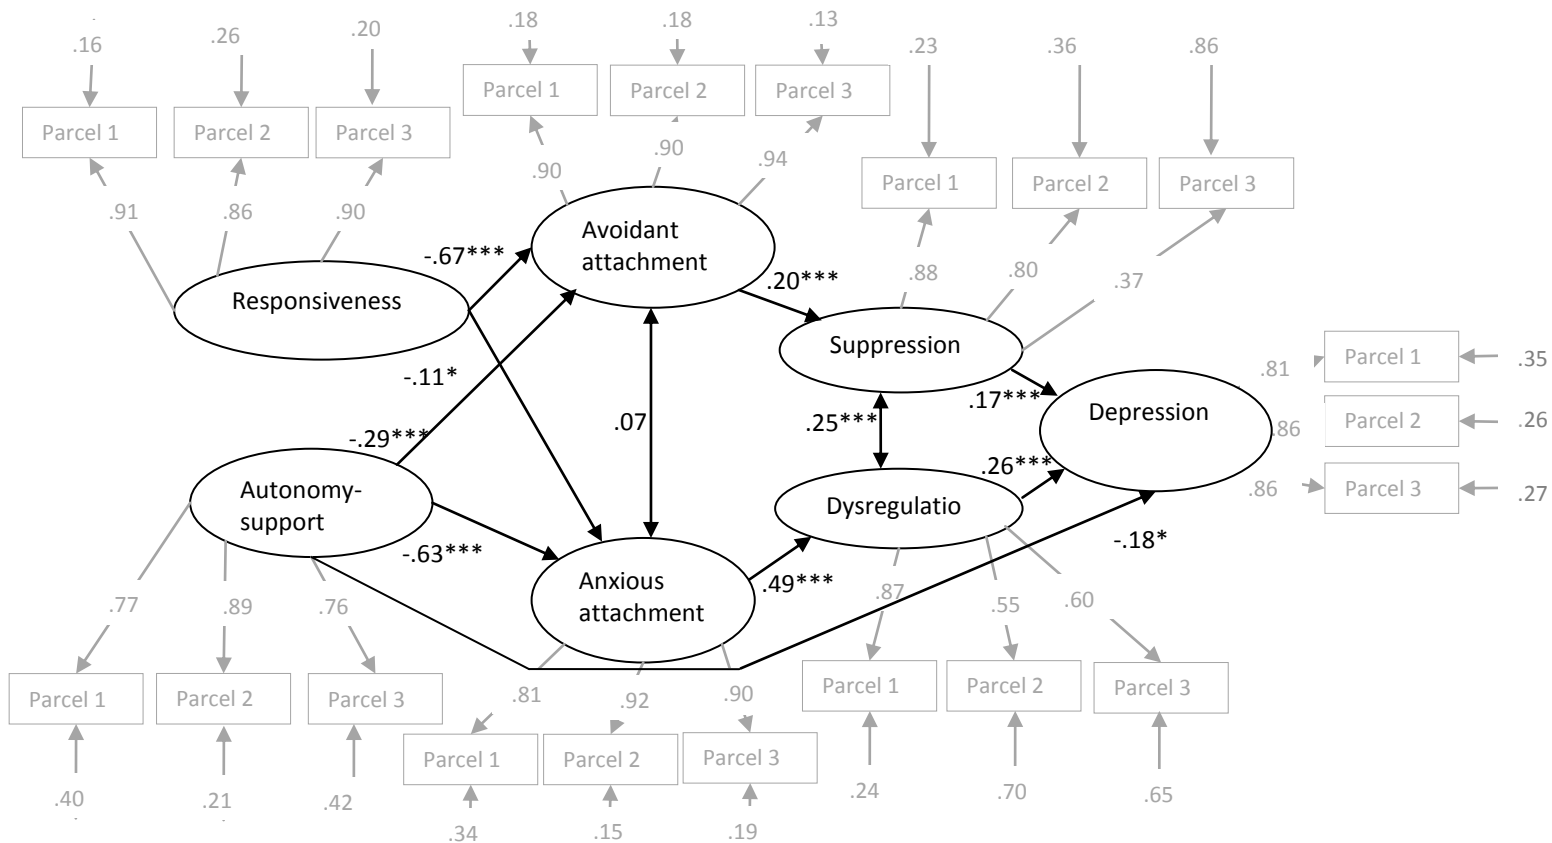 .16
.26
.20
.18
.18
.13
.23
.36
.86
Parcel 1
Parcel 2
Parcel 3
Parcel 1
Parcel 2
Parcel 3
Parcel 1
Parcel 2
Parcel 3
.91
.86
.90
.90
.90
.94
.88
.80
.37
Responsiveness
-.67***
Avoidant
attachment
.20***
Suppression
-.11*
-.29***
.07
.25***
.17***
Depression
.81
.86
.86
Parcel 1
Parcel 2
Parcel 3
.35
.26
.27
Autonomy-
support
-.63***
Anxious
attachment
.49***
Dysregulatio
.26***
-.18*
.77
.89
.76
.81
.92
.90
.87
.55
.60
Parcel 1
Parcel 2
Parcel 3
Parcel 1
Parcel 2
Parcel 3
Parcel 1
Parcel 2
Parcel 3
.40
.21
.42
.34
.15
.19
.24
.70
.65